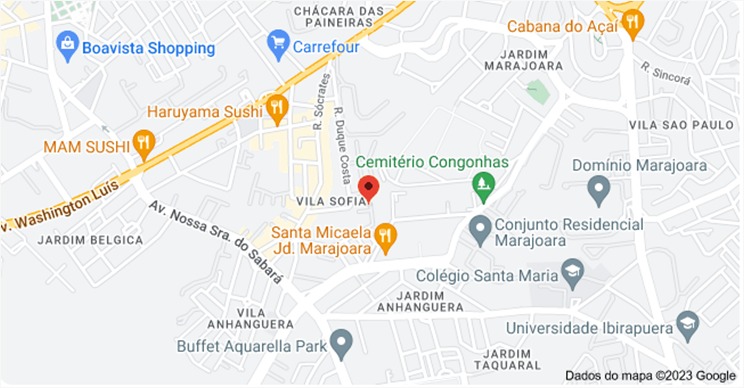 CHÁCARA DAS
PAINEIRAS
Cabana do Açaí
Boavista Shopping
Carrefour
JARDIM
MARAJOARA
R. Sincorá
R. Sócrates
Haruyama Sushi
R. Duque Costa
VILA SAO PAULO
MAM SUSHI
Cemitério Congonhas
Domínio Marajoara
v. Washington Luís
VILA SOFIA
Av. Nossa Sra. do Sabará
Santa Micaela
Jd. Marajoara
Conjunto Residencial
Marajoara
JARDIM BELGICA
Colégio Santa Maria
JARDIM
ANHANGUERA
VILA
ANHANGUERA
Universidade Ibirapuera
Buffet Aquarella Park
JARDIM
TAQUARAL
Dados do mapa ©2023 Google